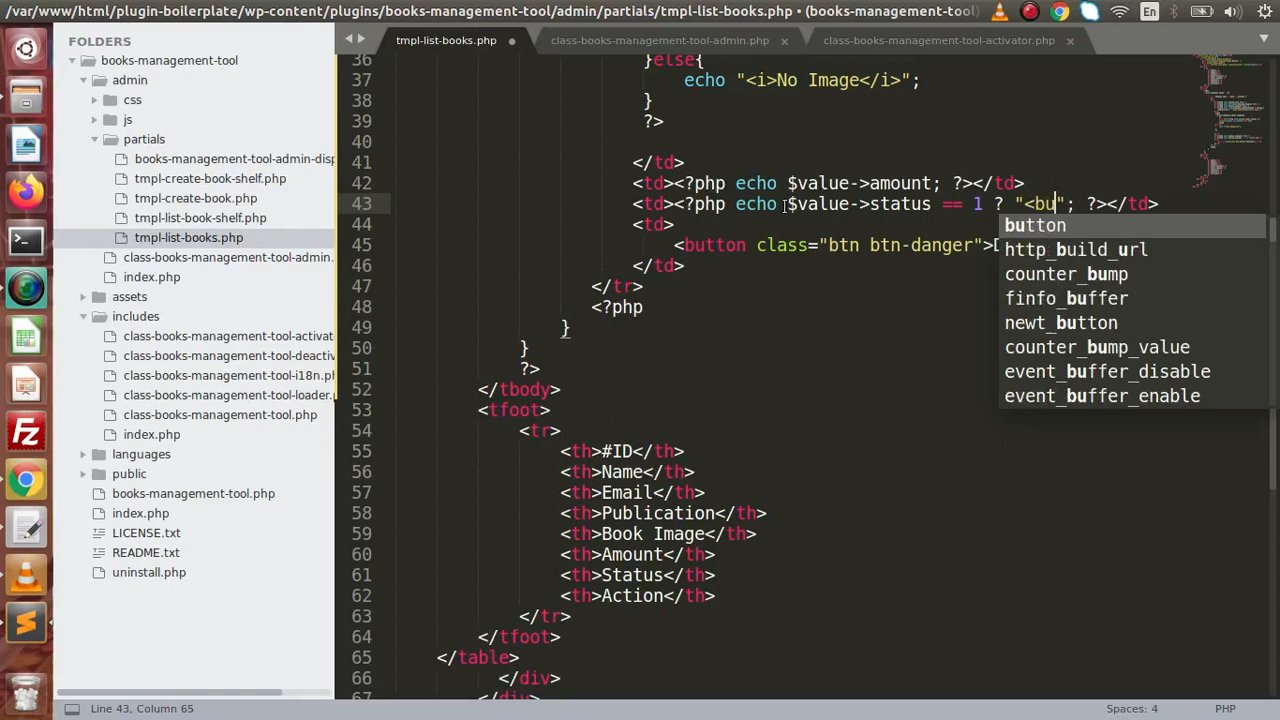 /var/www/html/plugin-boilerplate/wp-content/plugins/books-management-tool/admin/partials/tmpl-list-books.php • (books-management-tool)
En
FOLDERS
books-management-tool
admin
css
js
partials
books-management-tool-admin-disp
tmpl-create-book-shelf.php
tmpl-create-book.php
tmpl-list-book-shelf.php
tmpl-list-books.php
class-books-management-tool-admin.
index.php
assets
includes
class-books-management-tool-activat
class-books-management-tool-deactiv
class-books-management-tool-i18n.ph
class-books-management-tool-loader.
class-books-management-tool.php
index.php
languages
public
books-management-tool.php
index.php
LICENSE.txt
README.txt
uninstall.php
tmpl-list-books.php
class-books-management-tool-admin.php
class-books-management-tool-activator.php
36 }else{
37 echo "<i>No Image</i>";
38 }
39 ?>
40
41 </td>
42 <td><?php echo $value->amount; ?></td>
43 <td><?php echo $value->status == 1 ? "<bu"; ?></td>
44 <td>
45 <button class="btn btn-danger">D
46 </td>
47 </tr>
48 <?php
49 }
50 }
51 ?>
52 </tbody>
53 <tfoot>
54 <tr>
55 <th>#ID</th>
56 <th>Name</th>
57 <th>Email</th>
58 <th>Publication</th>
59 <th>Book Image</th>
60 <th>Amount</th>
61 <th>Status</th>
62 <th>Action</th>
63 </tr>
64 </tfoot>
65 </table>
66 </div>
67 </div>
button
http_build_url
counter_bump
finfo_buffer
newt_button
counter_bump_value
event_buffer_disable
event_buffer_enable
Line 43, Column 65
Spaces: 4
PHP